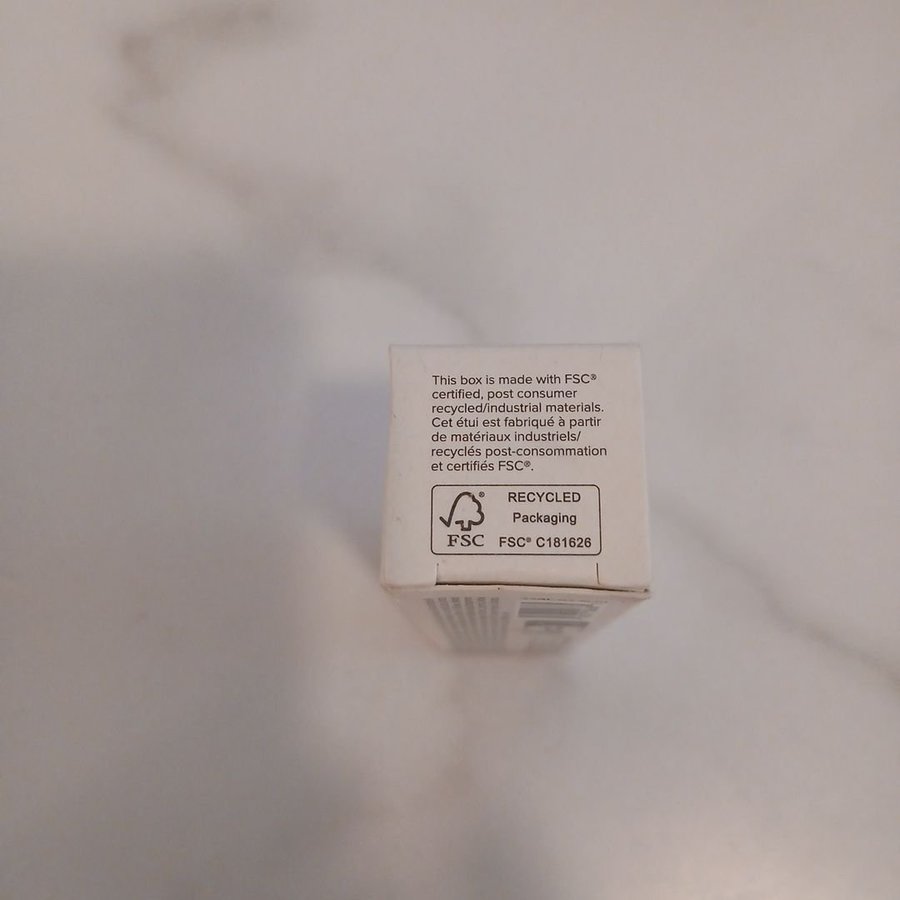 This box is made with FSC®
certified, post consumer
recycled/industrial materials.
Cet étui est fabriqué à partir
de matériaux industriels/
recyclés post-consommation
et certifiés FSC®.
®
RECYCLED
Packaging
FSC
FSC® C181626